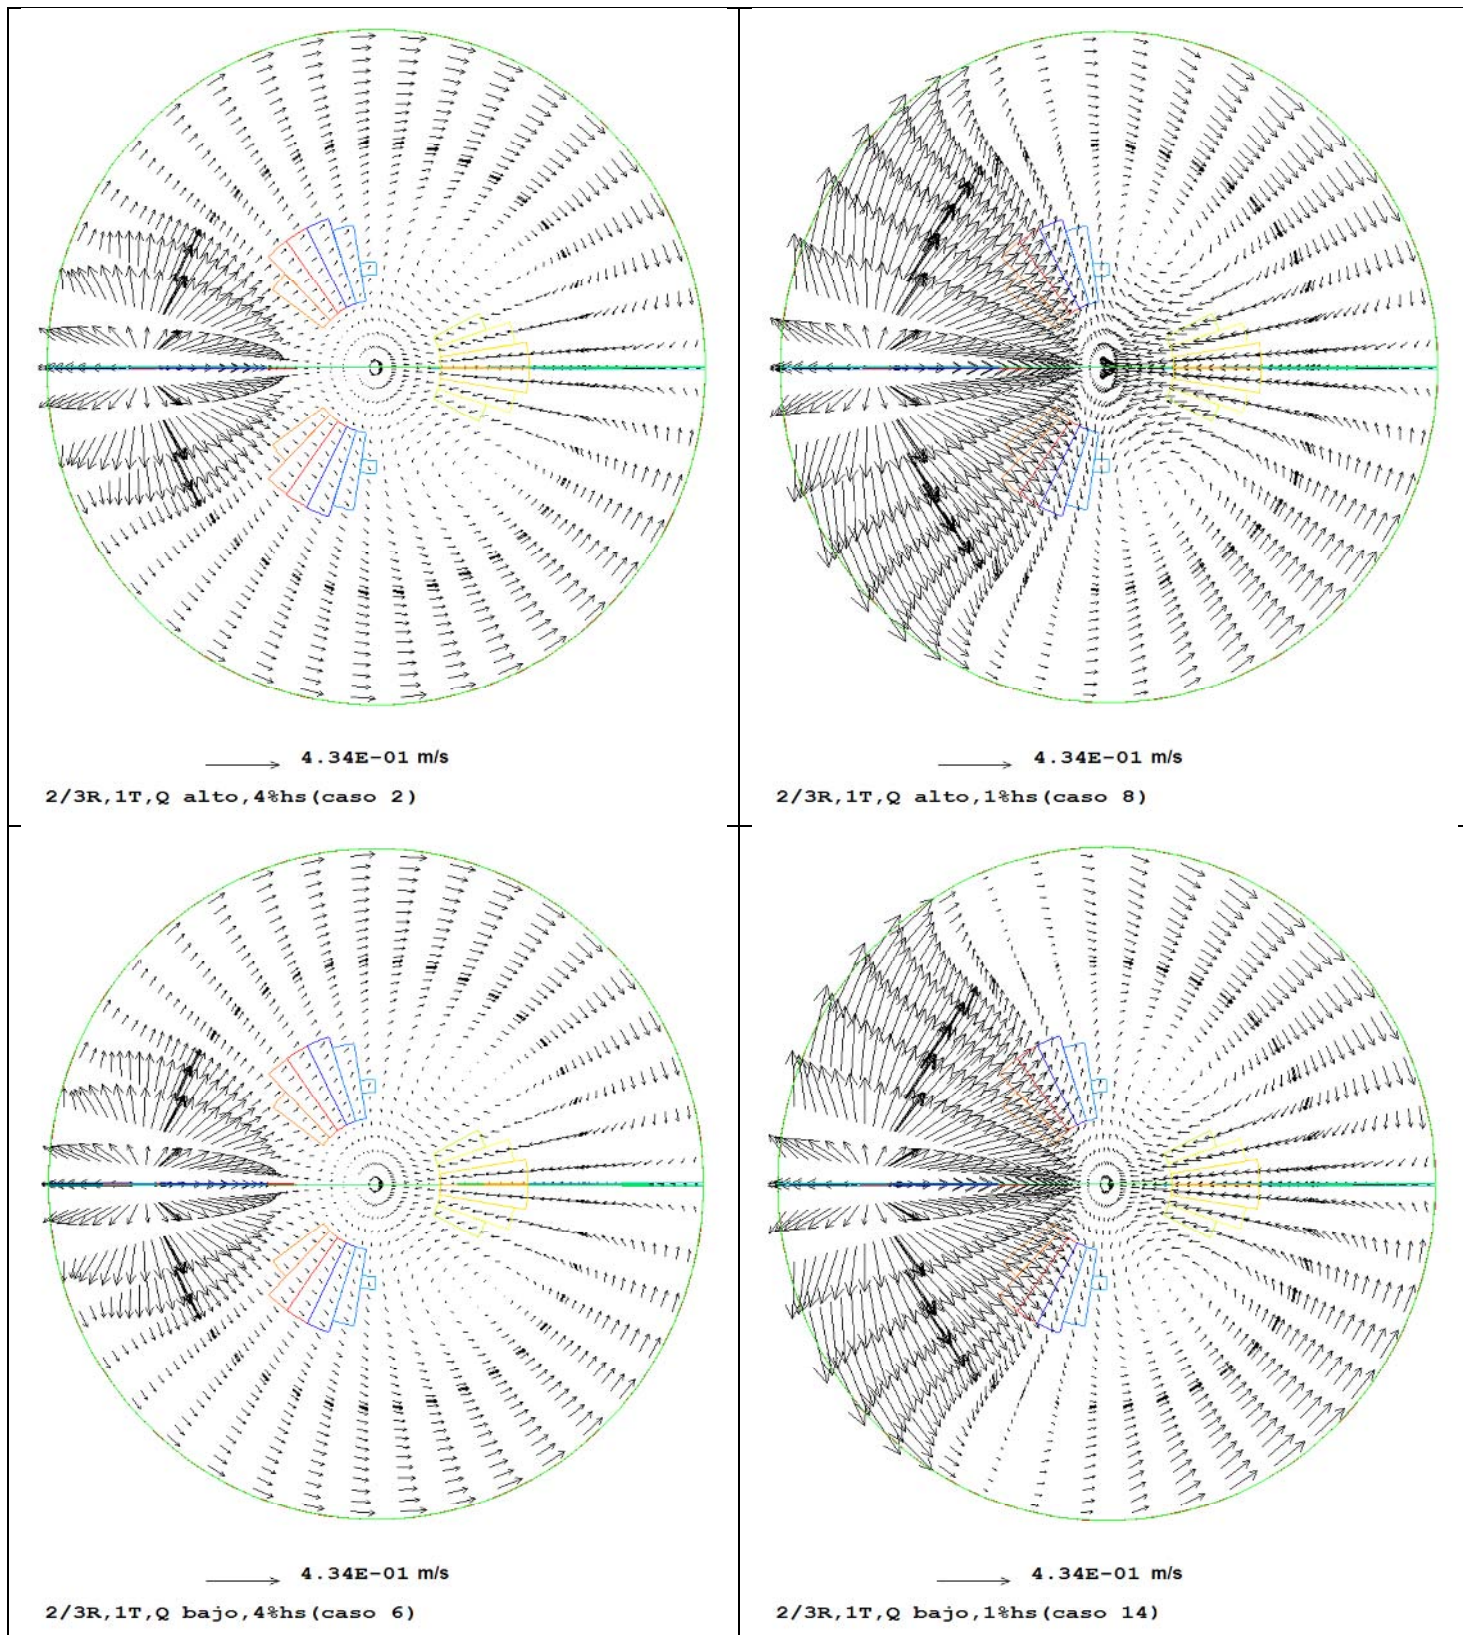 4.34E-01 m/s
2/3R,1T,Q alto,4%hs(caso 2)
4.34E-01 m/s
2/3R,1T,Q alto,1%hs(caso 8)
4.34E-01 m/s
2/3R,1T,Q bajo,4%hs(caso 6)
4.34E-01 m/s
2/3R,1T,Q bajo,1%hs(caso 14)